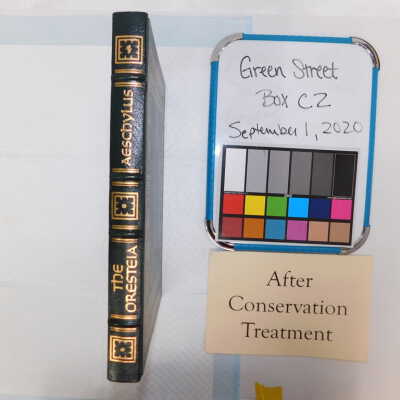 AESCHYLUS
THE
ORESTEIA
Green Street
Box C2
September 1, 2020
After
Conservation
Treatment